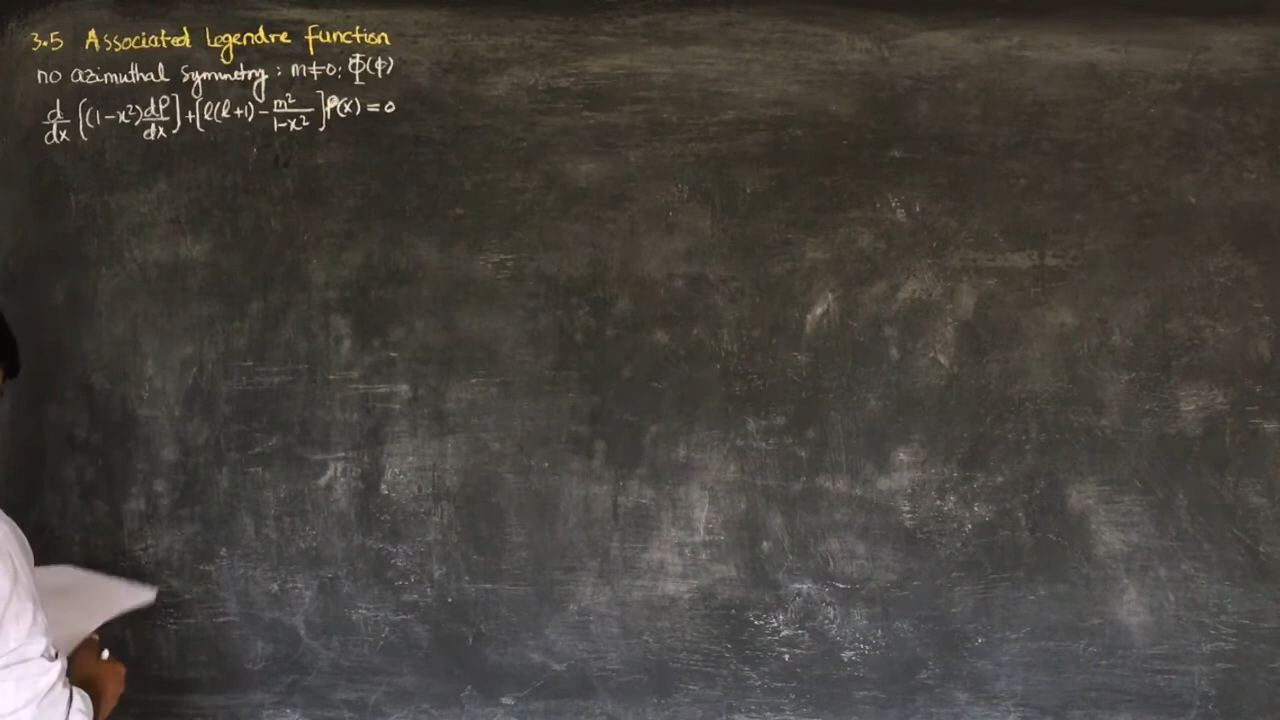 3.5 Associated Legendre function
no azimuthal symmetry : m≠0; Φ(φ)
d/dx [(1-x²) dP/dx] + [l(l+1) - m²/(1-x²)] P(x) = 0